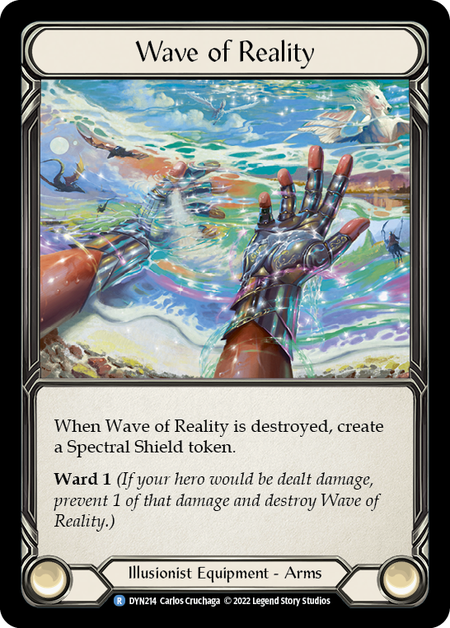 Wave of Reality
When Wave of Reality is destroyed, create
a Spectral Shield token.
Ward 1 (If your hero would be dealt damage,
prevent 1 of that damage and destroy Wave of
Reality.)
Illusionist Equipment - Arms
R DYN214 Carlos Cruchaga © 2022 Legend Story Studios